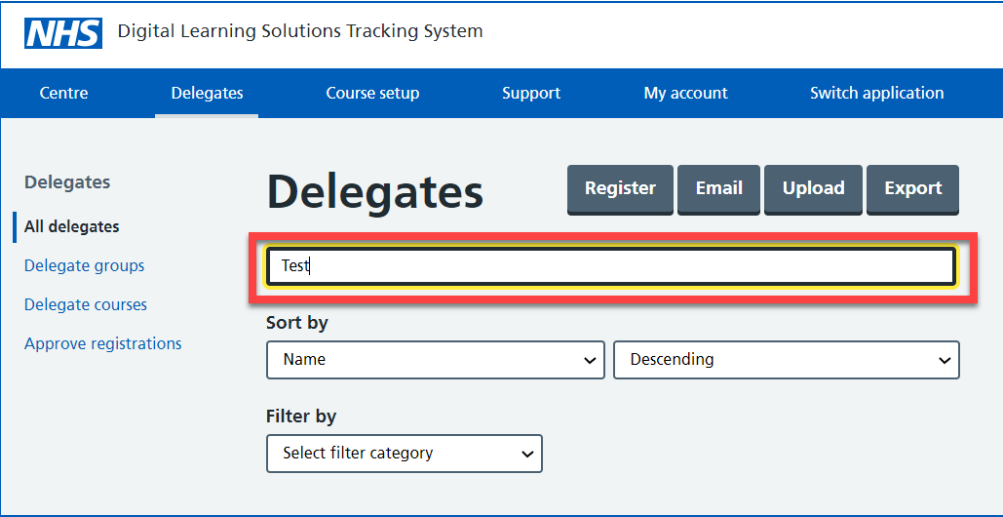 NHS Digital Learning Solutions Tracking System
Centre Delegates Course setup Support My account Switch application
Delegates
All delegates
Delegate groups
Delegate courses
Approve registrations
Delegates
Register Email Upload Export
Test
Sort by
Name Descending
Filter by
Select filter category